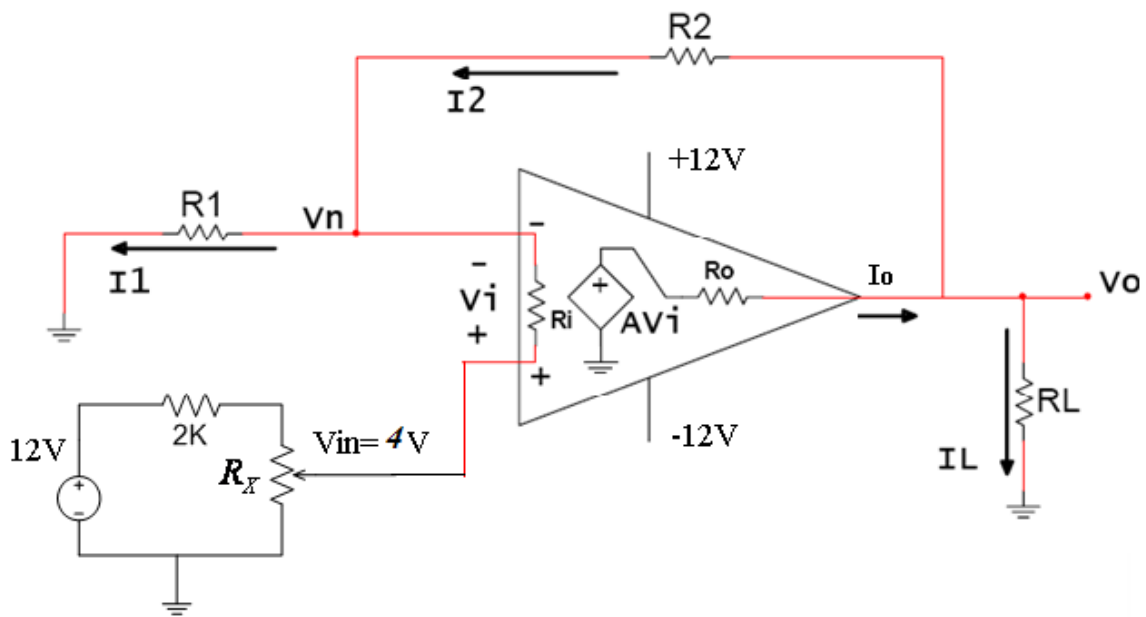 R2
I2
+12V
R1
Vn
-
I1
-
Vi
+
Ri
+
AVi
Ro
Io
Vo
+
-12V
RL
IL
12V
+
-
2K
RX
Vin= 4V